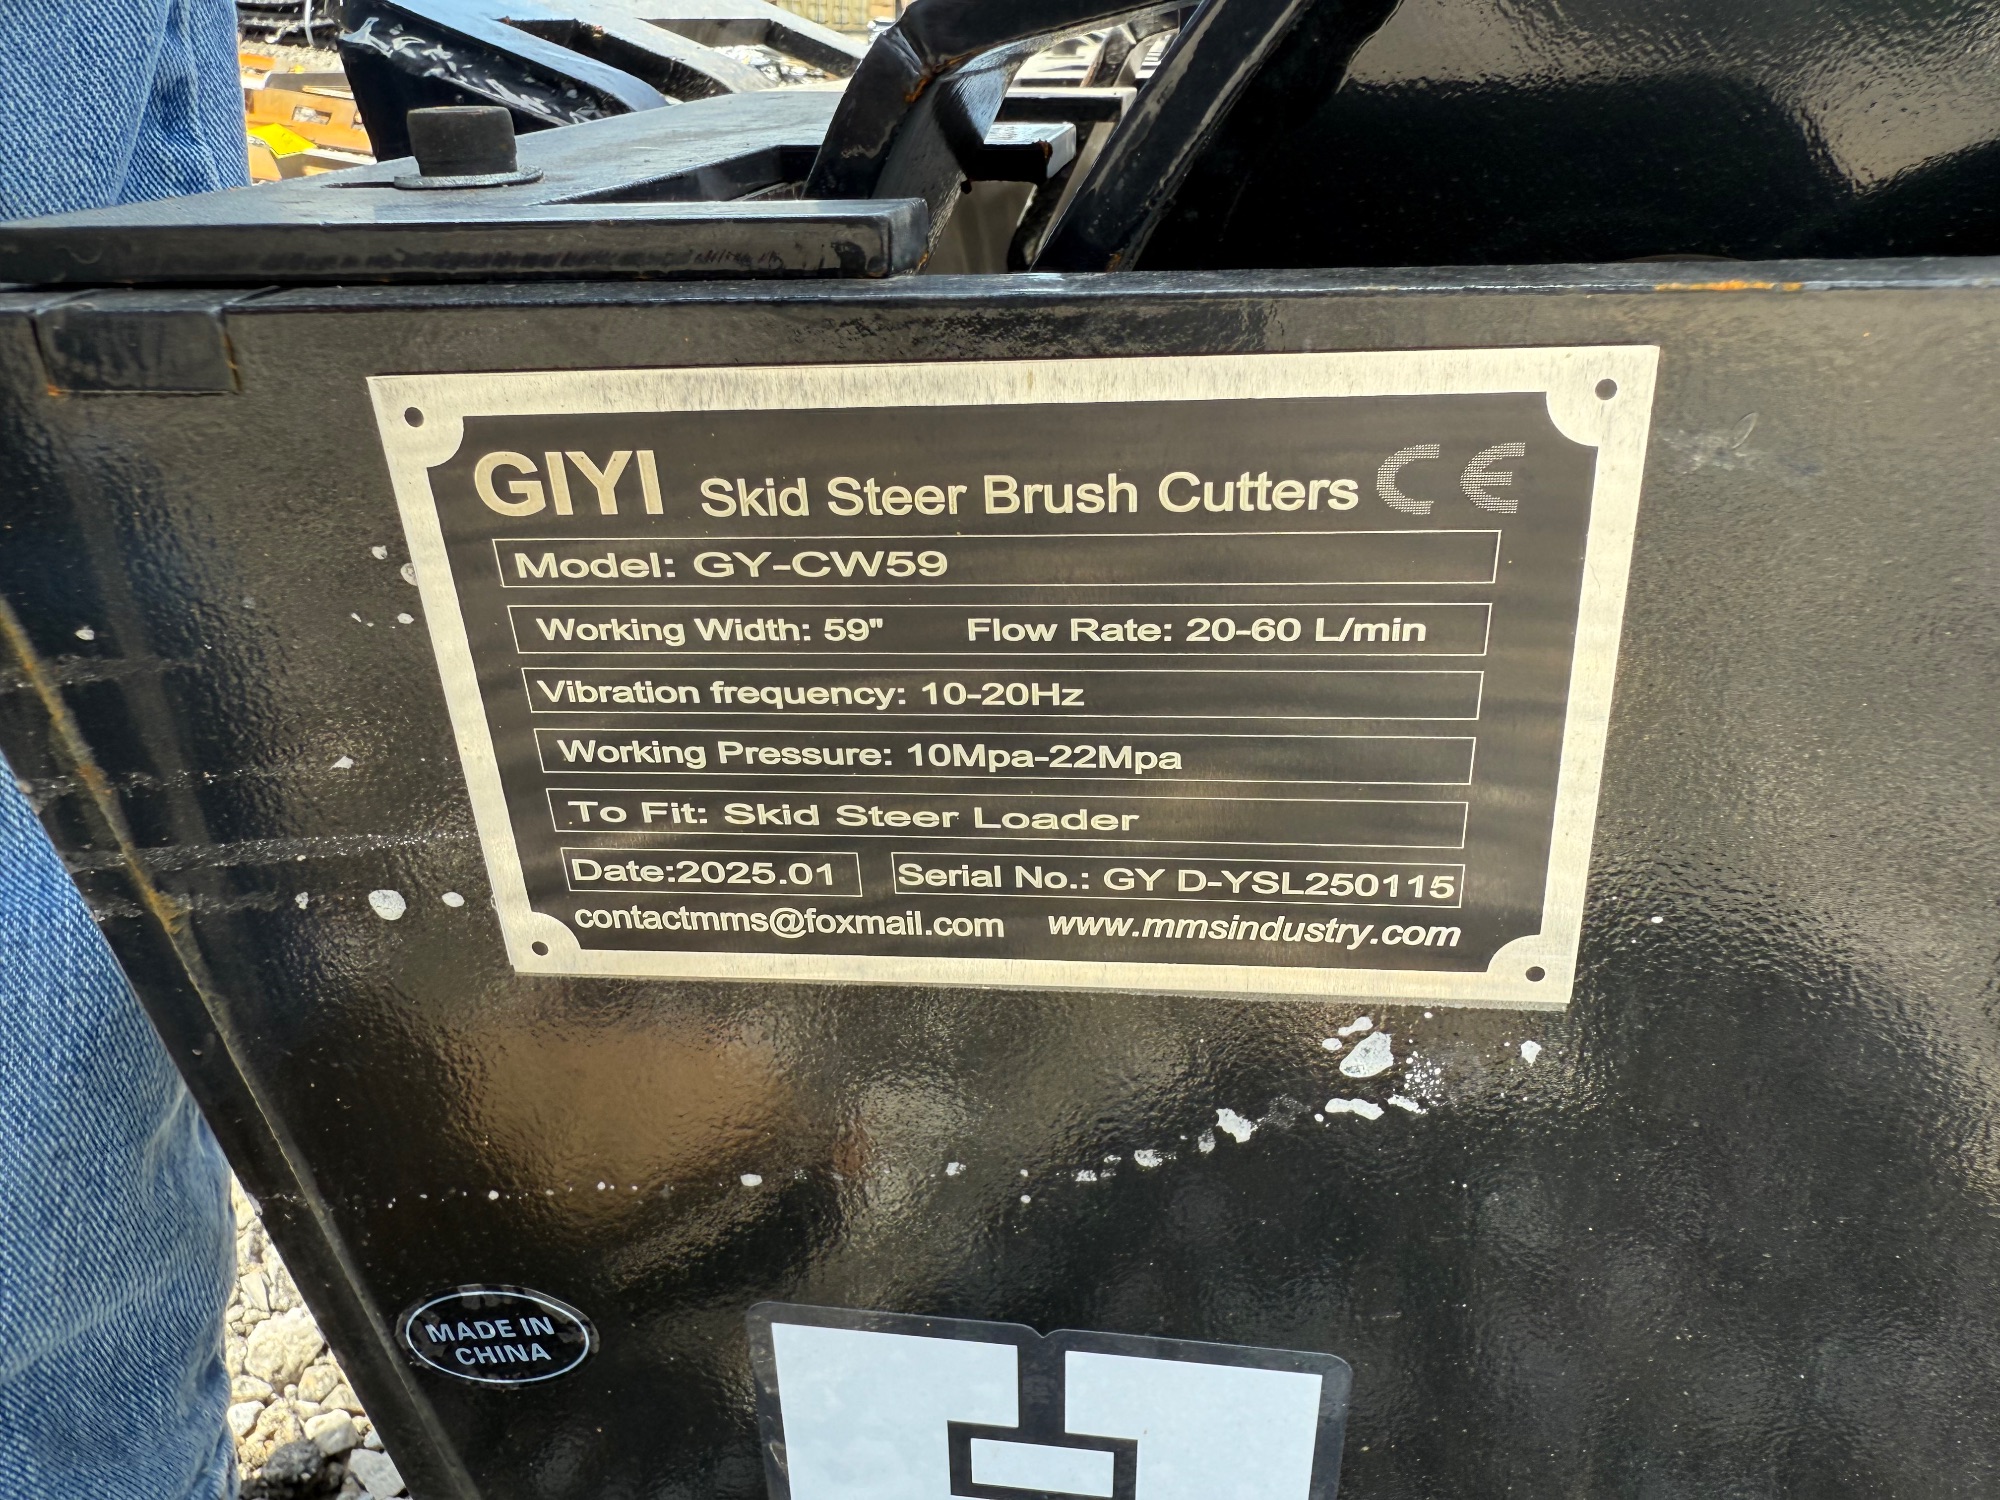 GIYI Skid Steer Brush Cutters CE
Model: GY-CW59
Working Width: 59" Flow Rate: 20-60 L/min
Vibration frequency: 10-20Hz
Working Pressure: 10Mpa-22Mpa
To Fit: Skid Steer Loader
Date:2025.01 Serial No.: GY D-YSL250115
contactmms@foxmail.com www.mmsindustry.com
MADE IN
CHINA